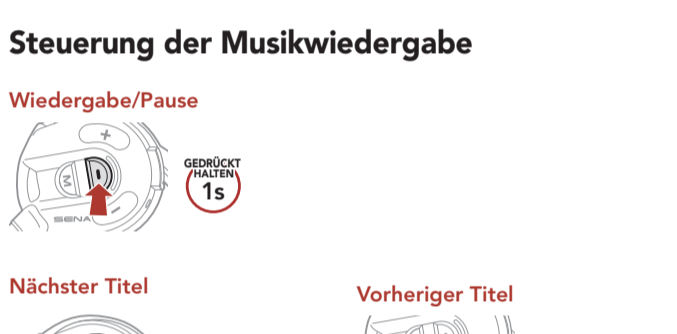 Steuerung der Musikwiedergabe
Wiedergabe/Pause
+
M
−
SENA
GEDRÜCKT
HALTEN
1s
Nächster Titel
Vorheriger Titel